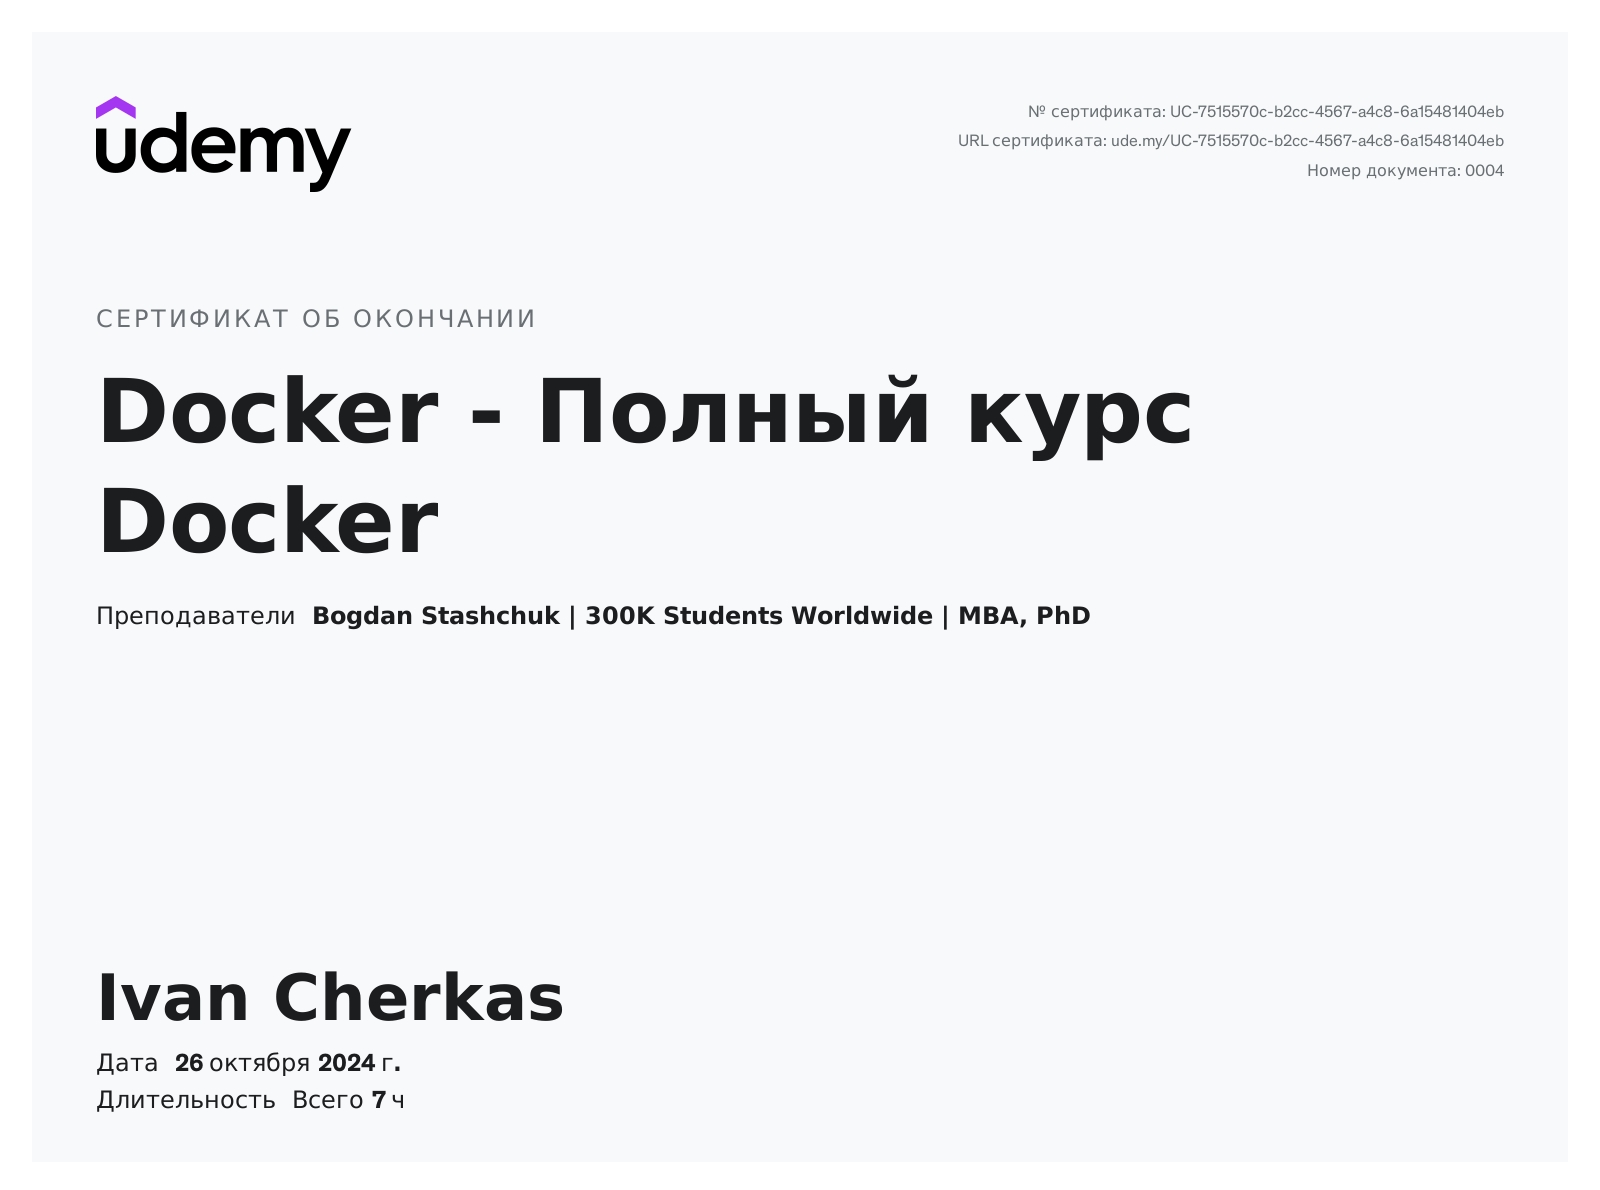 udemy
№ сертификата: UC-7515570c-b2cc-4567-a4c8-6a15481404eb
URL сертификата: ude.my/UC-7515570c-b2cc-4567-a4c8-6a15481404eb
Номер документа: 0004
СЕРТИФИКАТ ОБ ОКОНЧАНИИ
Docker - Полный курс
Docker
Преподаватели Bogdan Stashchuk | 300K Students Worldwide | MBA, PhD
Ivan Cherkas
Дата 26 октября 2024 г.
Длительность Всего 7 ч